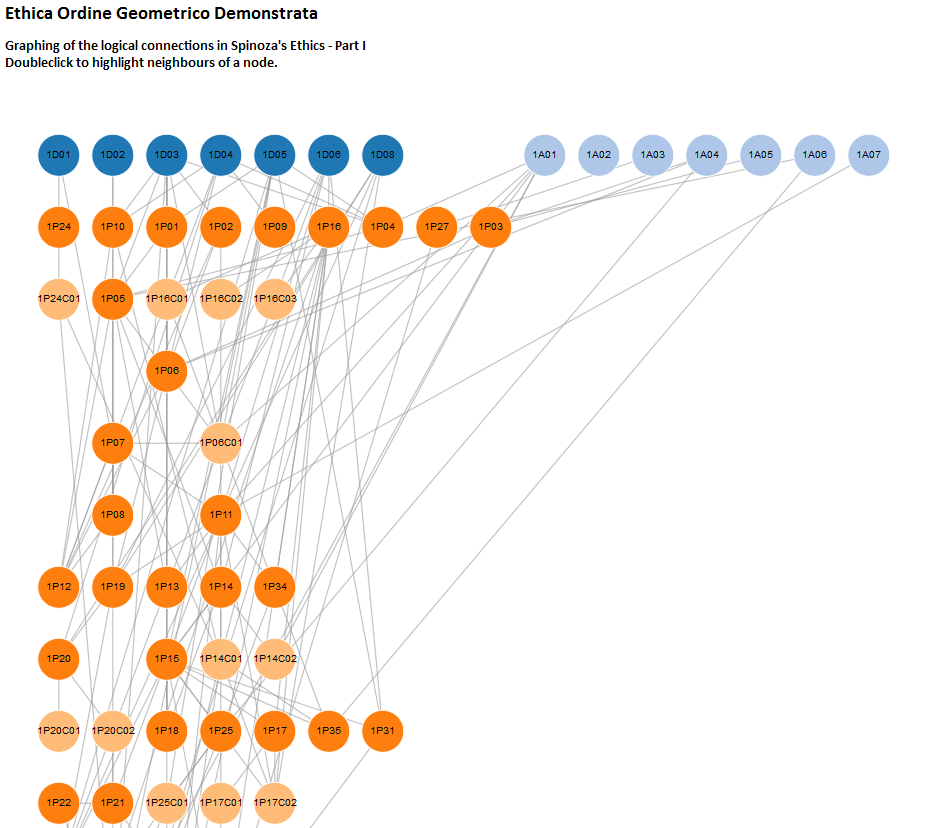 Ethica Ordine Geometrico Demonstrata
Graphing of the logical connections in Spinoza's Ethics - Part I
Doubleclick to highlight neighbours of a node.
1D01 1D02 1D03 1D04 1D05 1D06 1D08 1A01 1A02 1A03 1A04 1A05 1A06 1A07
1P24 1P10 1P01 1P02 1P09 1P16 1P04 1P27 1P03
1P24C01 1P05 1P16C01 1P16C02 1P16C03
1P06
1P07 1P06C01
1P08 1P11
1P12 1P19 1P13 1P14 1P34
1P20 1P15 1P14C01 1P14C02
1P20C01 1P20C02 1P18 1P25 1P17 1P35 1P31
1P22 1P21 1P25C01 1P17C01 1P17C02